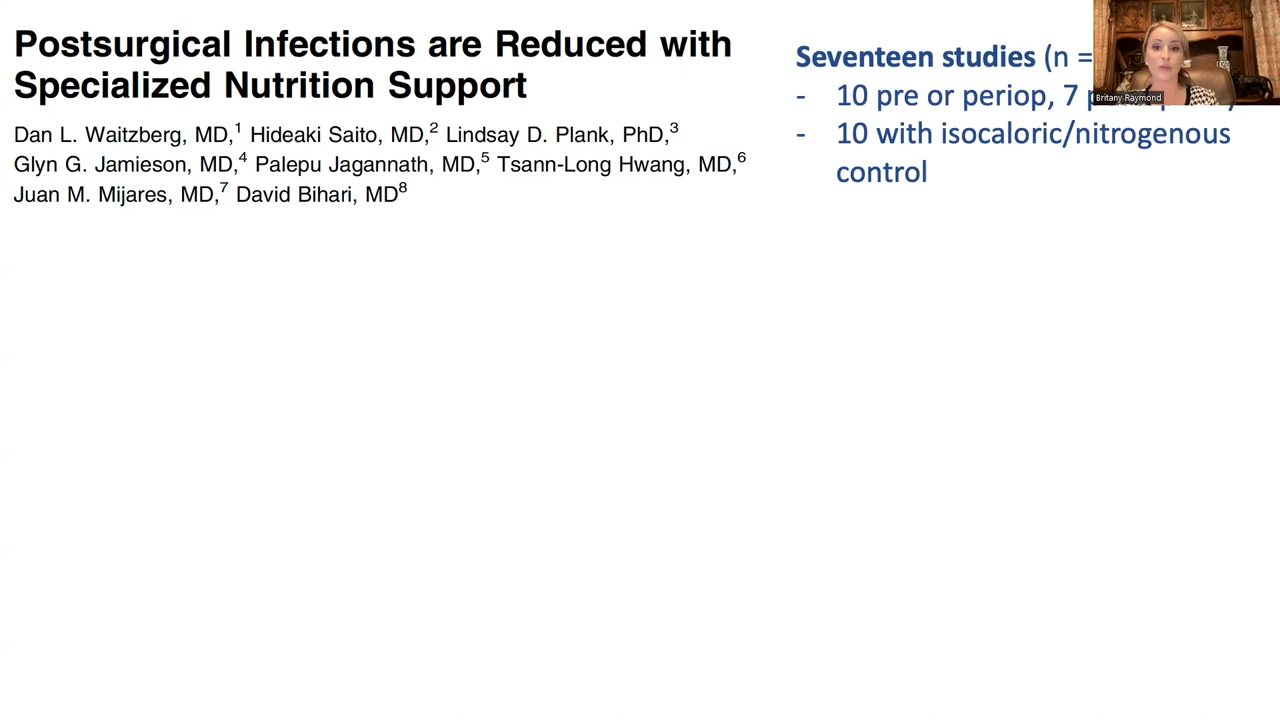 Postsurgical Infections are Reduced with
Specialized Nutrition Support
Dan L. Waitzberg, MD,1 Hideaki Saito, MD,2 Lindsay D. Plank, PhD,3
Glyn G. Jamieson, MD,4 Palepu Jagannath, MD,5 Tsann-Long Hwang, MD,6
Juan M. Mijares, MD,7 David Bihari, MD8
Seventeen studies (n =
- 10 pre or periop, 7
- 10 with isocaloric/nitrogenous
control
Britany Raymond